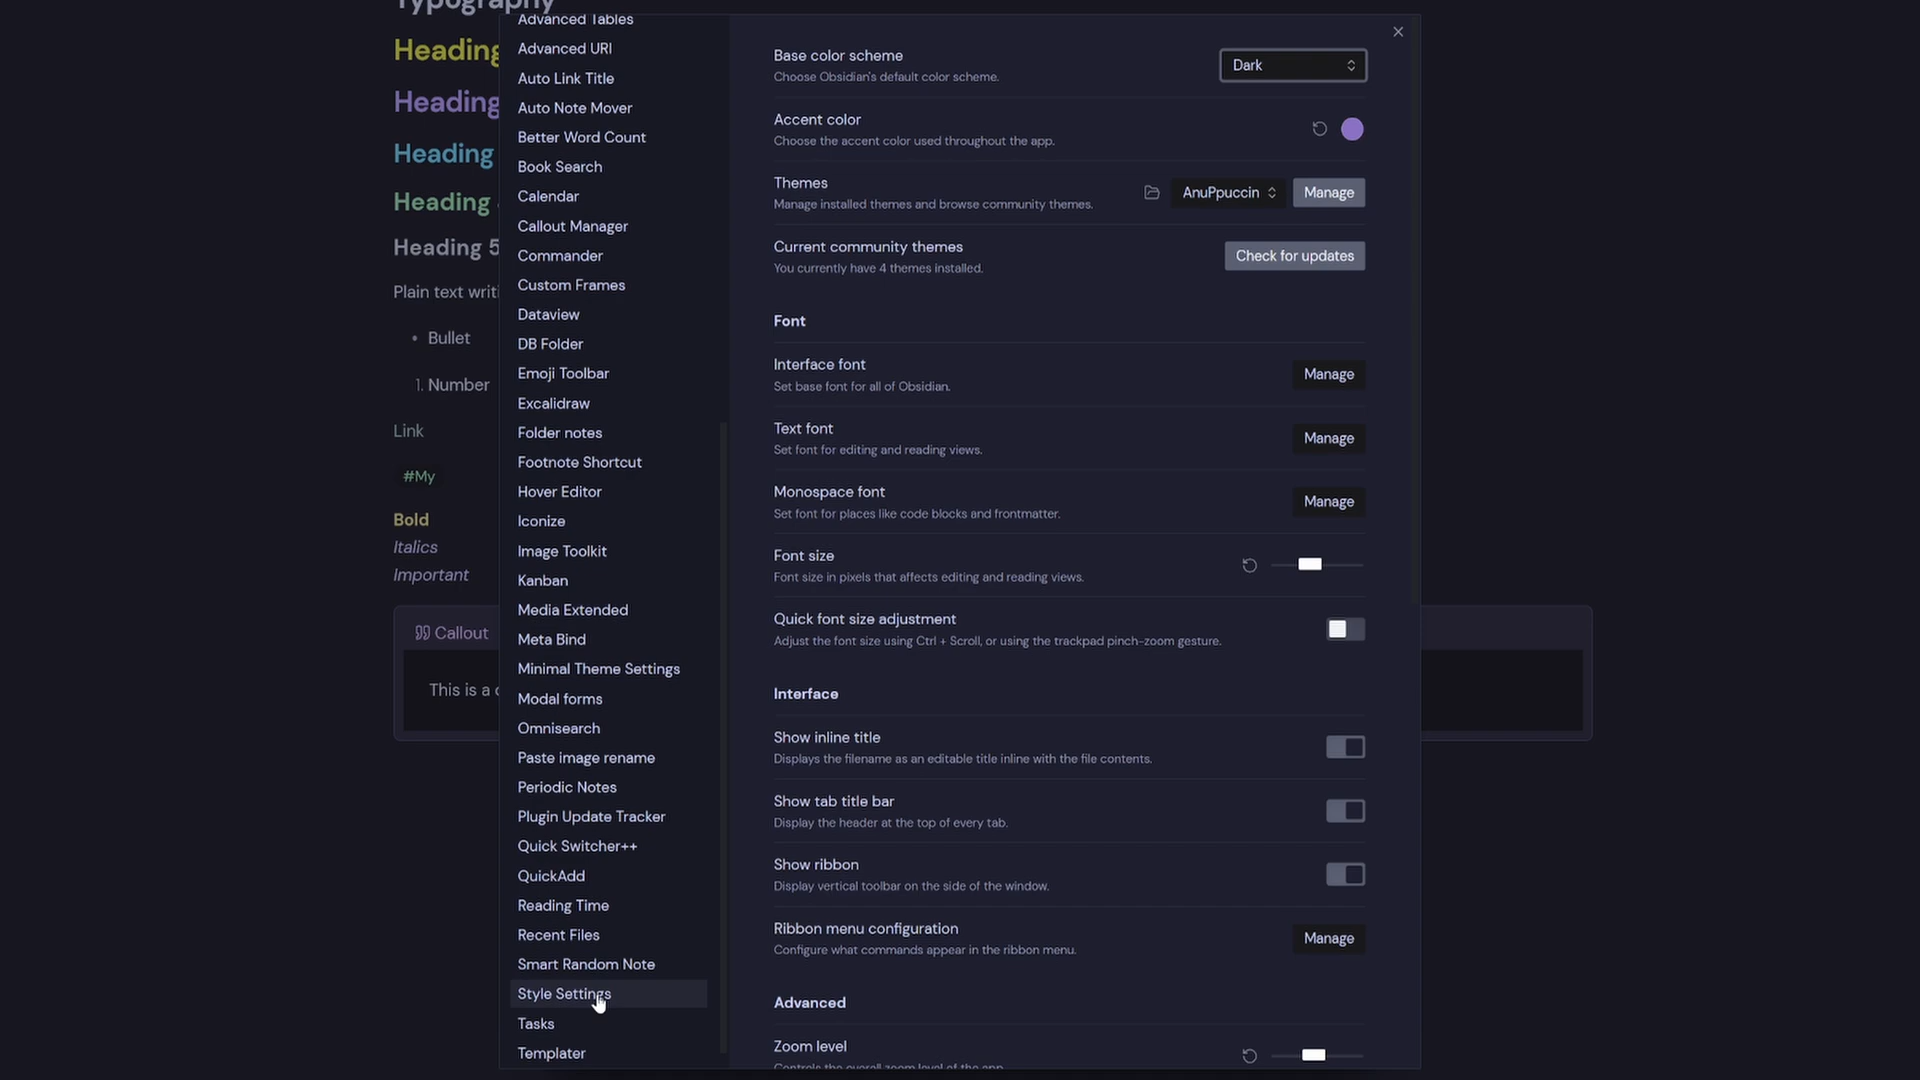 Typography
Heading
Heading
Heading
Heading
Heading 5
Plain text writi
• Bullet
1. Number
Link
#My
Bold
Italics
Important
Callout
This is a
Advanced Tables
Advanced URI
Auto Link Title
Auto Note Mover
Better Word Count
Book Search
Calendar
Callout Manager
Commander
Custom Frames
Dataview
DB Folder
Emoji Toolbar
Excalidraw
Folder notes
Footnote Shortcut
Hover Editor
Iconize
Image Toolkit
Kanban
Media Extended
Meta Bind
Minimal Theme Settings
Modal forms
Omnisearch
Paste image rename
Periodic Notes
Plugin Update Tracker
Quick Switcher++
QuickAdd
Reading Time
Recent Files
Smart Random Note
Style Settings
Tasks
Templater
Base color scheme
Choose Obsidian's default color scheme.
Dark
Accent color
Choose the accent color used throughout the app.
Themes
Manage installed themes and browse community themes.
AnuPpuccin
Manage
Current community themes
You currently have 4 themes installed.
Check for updates
Font
Interface font
Set base font for all of Obsidian.
Manage
Text font
Set font for editing and reading views.
Manage
Monospace font
Set font for places like code blocks and frontmatter.
Manage
Font size
Font size in pixels that affects editing and reading views.
Quick font size adjustment
Adjust the font size using Ctrl + Scroll, or using the trackpad pinch-zoom gesture.
Interface
Show inline title
Displays the filename as an editable title inline with the file contents.
Show tab title bar
Display the header at the top of every tab.
Show ribbon
Display vertical toolbar on the side of the window.
Ribbon menu configuration
Configure what commands appear in the ribbon menu.
Manage
Advanced
Zoom level
Controls the overall zoom level of the app.